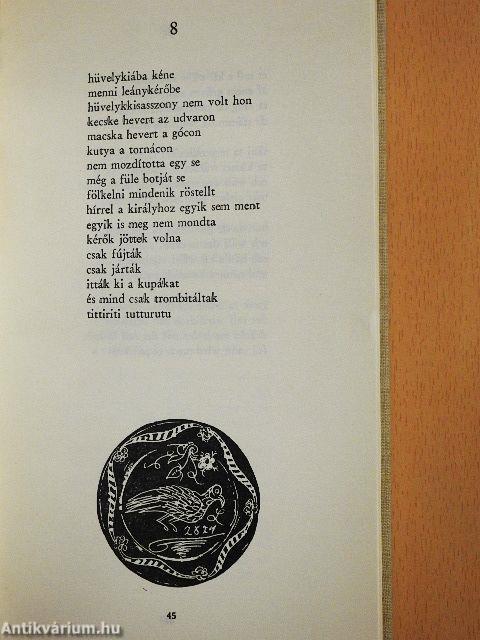 8
hüvelykiába kéne
menni leánykérőbe
hüvelykkisasszony nem volt hon
kecske hevert az udvaron
macska hevert a gócon
kutya a tornácon
nem mozdította egy se
még a füle botját se
fölkelni mindenik röstellt
hírrel a királyhoz egyik sem ment
egyik is meg nem mondta
kérők jöttek volna
csak fújták
csak járták
itták ki a kupákat
és mind csak trombitáltak
tittiriti tutturutu
45
Antikvárium.hu